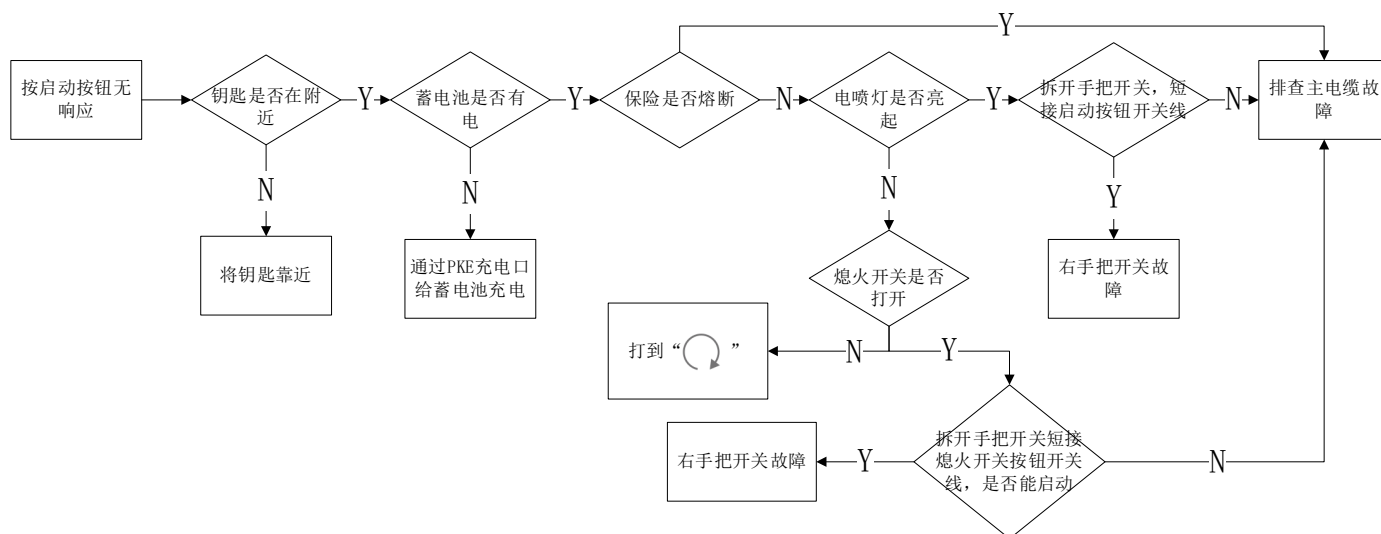 Y
按启动按钮无
响应
钥匙是否在附
近
Y
蓄电池是否有
电
Y
保险是否熔断
N
电喷灯是否亮
起
Y
拆开手把开关，短
接启动按钮开关线
N
排查主电缆故
障
N
N
N
Y
将钥匙靠近
通过PKE充电口
给蓄电池充电
熄火开关是否
打开
右手把开关故
障
打到“ ”
N
Y
右手把开关故障
Y
拆开手把开关短接
熄火开关按钮开关
线，是否能启动
N